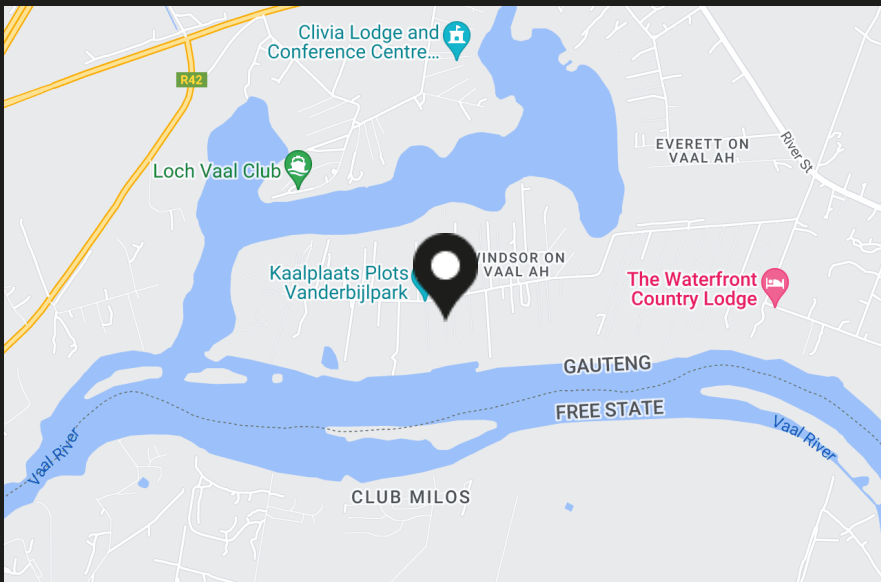 Clivia Lodge and
Conference Centre...
R42
River St
EVERETT ON
VAAL AH
Loch Vaal Club
INDSOR ON
VAAL AH
Kaalplaats Plots
Vanderbijlpark
The Waterfront
Country Lodge
GAUTENG
FREE STATE
Vaal River
Vaal River
CLUB MILOS